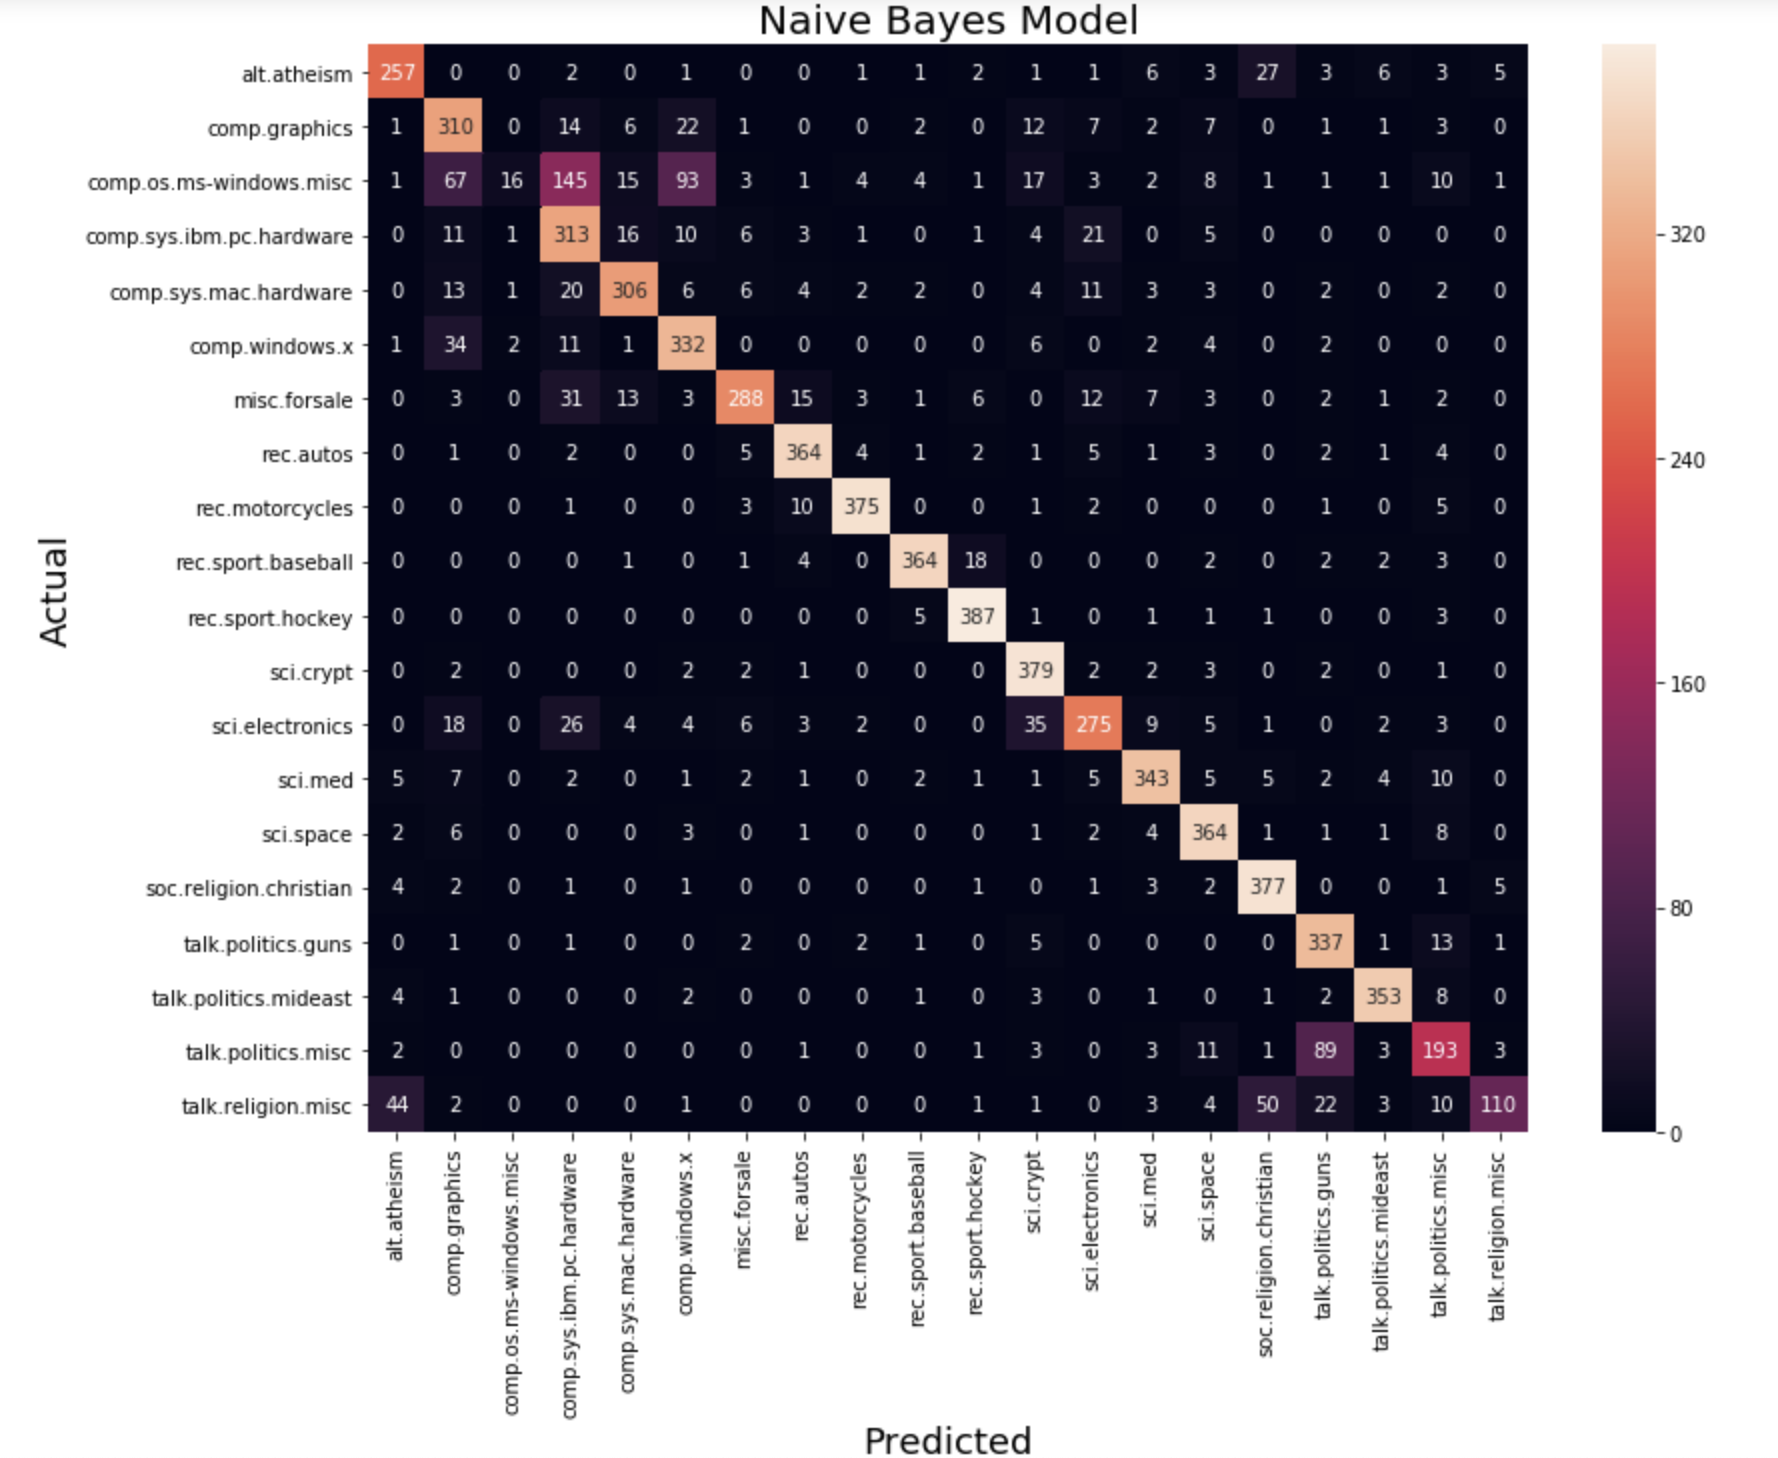 Naive Bayes Model
alt.atheism 257 0 0 2 0 1 0 0 1 1 2 1 1 6 3 27 3 6 3 5
comp.graphics 1 310 0 14 6 22 1 0 0 2 0 12 7 2 7 0 1 1 3 0
comp.os.ms-windows.misc 1 67 16 145 15 93 3 1 4 4 1 17 3 2 8 1 1 1 10 1
comp.sys.ibm.pc.hardware 0 11 1 313 16 10 6 3 1 0 1 4 21 0 5 0 0 0 0 0
comp.sys.mac.hardware 0 13 1 20 306 6 6 4 2 2 0 4 11 3 3 0 2 0 2 0
comp.windows.x 1 34 2 11 1 332 0 0 0 0 0 6 0 2 4 0 2 0 0 0
misc.forsale 0 3 0 31 13 3 288 15 3 1 6 0 12 7 3 0 2 1 2 0
rec.autos 0 1 0 2 0 0 5 364 4 1 2 1 5 1 3 0 2 1 4 0
rec.motorcycles 0 0 0 1 0 0 3 10 375 0 0 1 2 0 0 0 1 0 5 0
rec.sport.baseball 0 0 0 0 1 0 1 4 0 364 18 0 0 0 2 0 2 2 3 0
rec.sport.hockey 0 0 0 0 0 0 0 0 0 5 387 1 0 1 1 1 0 0 3 0
sci.crypt 0 2 0 0 0 2 2 1 0 0 0 379 2 2 3 0 2 0 1 0
sci.electronics 0 18 0 26 4 4 6 3 2 0 0 35 275 9 5 1 0 2 3 0
sci.med 5 7 0 2 0 1 2 1 0 2 1 1 5 343 5 5 2 4 10 0
sci.space 2 6 0 0 0 3 0 1 0 0 0 1 2 4 364 1 1 1 8 0
soc.religion.christian 4 2 0 1 0 1 0 0 0 0 1 0 1 3 2 377 0 0 1 5
talk.politics.guns 0 1 0 1 0 0 2 0 2 1 0 5 0 0 0 0 337 1 13 1
talk.politics.mideast 4 1 0 0 0 2 0 0 0 1 0 3 0 1 0 1 2 353 8 0
talk.politics.misc 2 0 0 0 0 0 0 1 0 0 1 3 0 3 11 1 89 3 193 3
talk.religion.misc 44 2 0 0 0 1 0 0 0 0 1 1 0 3 4 50 22 3 10 110
Actual
alt.atheism
comp.graphics
comp.os.ms-windows.misc
comp.sys.ibm.pc.hardware
comp.sys.mac.hardware
comp.windows.x
misc.forsale
rec.autos
rec.motorcycles
rec.sport.baseball
rec.sport.hockey
sci.crypt
sci.electronics
sci.med
sci.space
soc.religion.christian
talk.politics.guns
talk.politics.mideast
talk.politics.misc
talk.religion.misc
Predicted
320
240
160
80
0